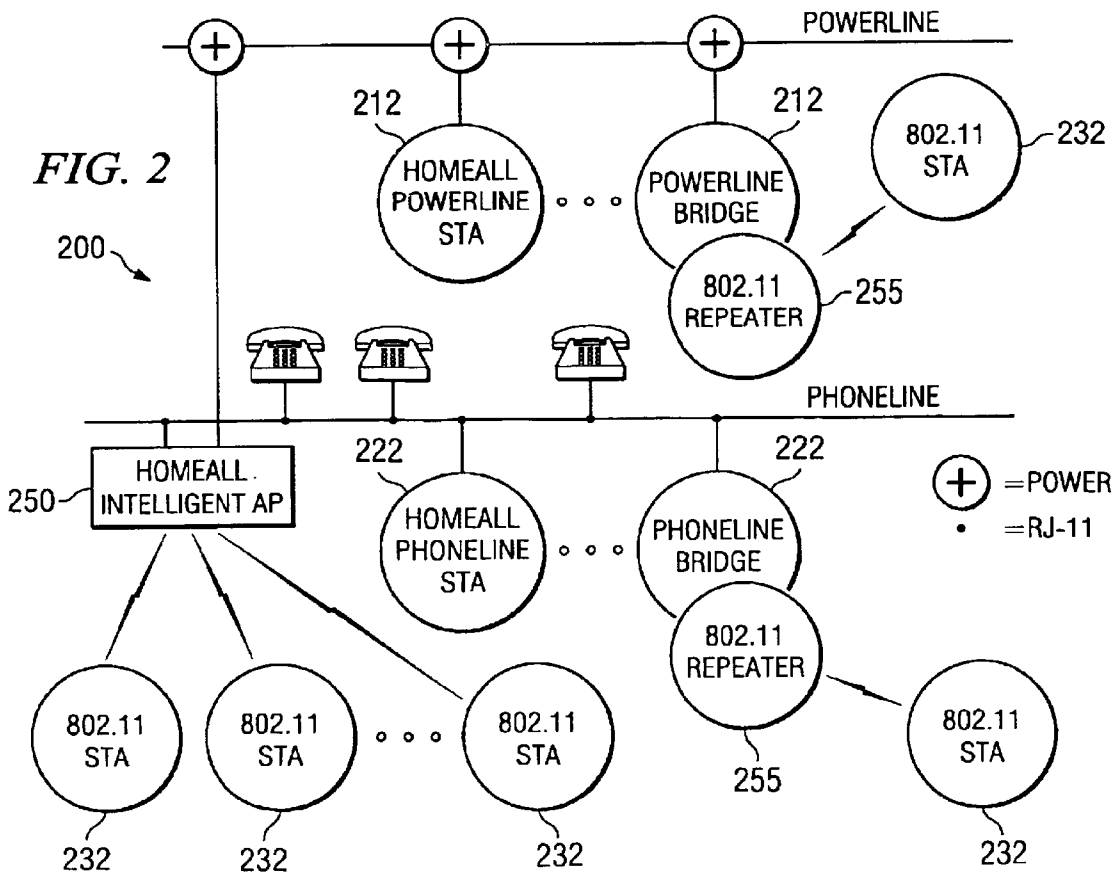 POWERLINE
212
212
802.11
STA
232
FIG. 2
HOMEALL
POWERLINE
STA
POWERLINE
BRIDGE
200
802.11
REPEATER
255
PHONELINE
HOMEALL
INTELLIGENT AP
250
222
222
HOMEALL
PHONELINE
STA
PHONELINE
BRIDGE
+ =POWER
• =RJ-11
802.11
REPEATER
255
802.11
STA
232
802.11
STA
232
802.11
STA
232
802.11
STA
232